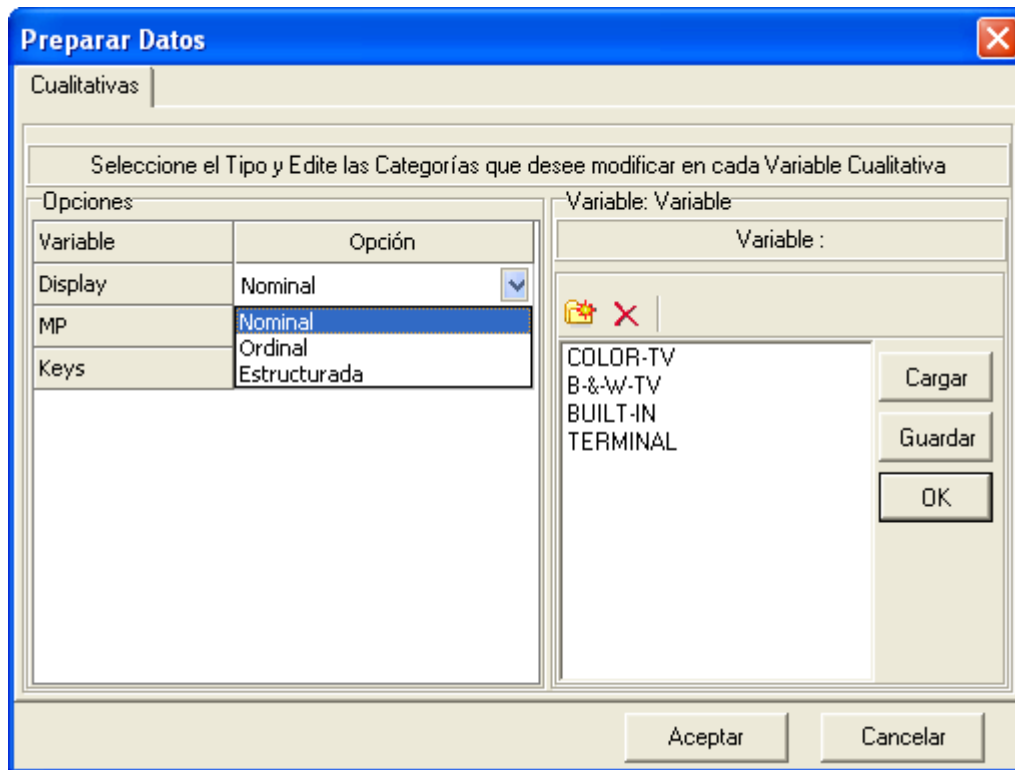 Preparar Datos
Cualitativas
Seleccione el Tipo y Edite las Categorías que desee modificar en cada Variable Cualitativa
Opciones
Variable Opción
Display Nominal
MP Nominal
Ordinal
Keys Estructurada
Variable: Variable
Variable :
COLOR-TV
B-&-W-TV
BUILT-IN
TERMINAL
Cargar
Guardar
OK
Aceptar Cancelar